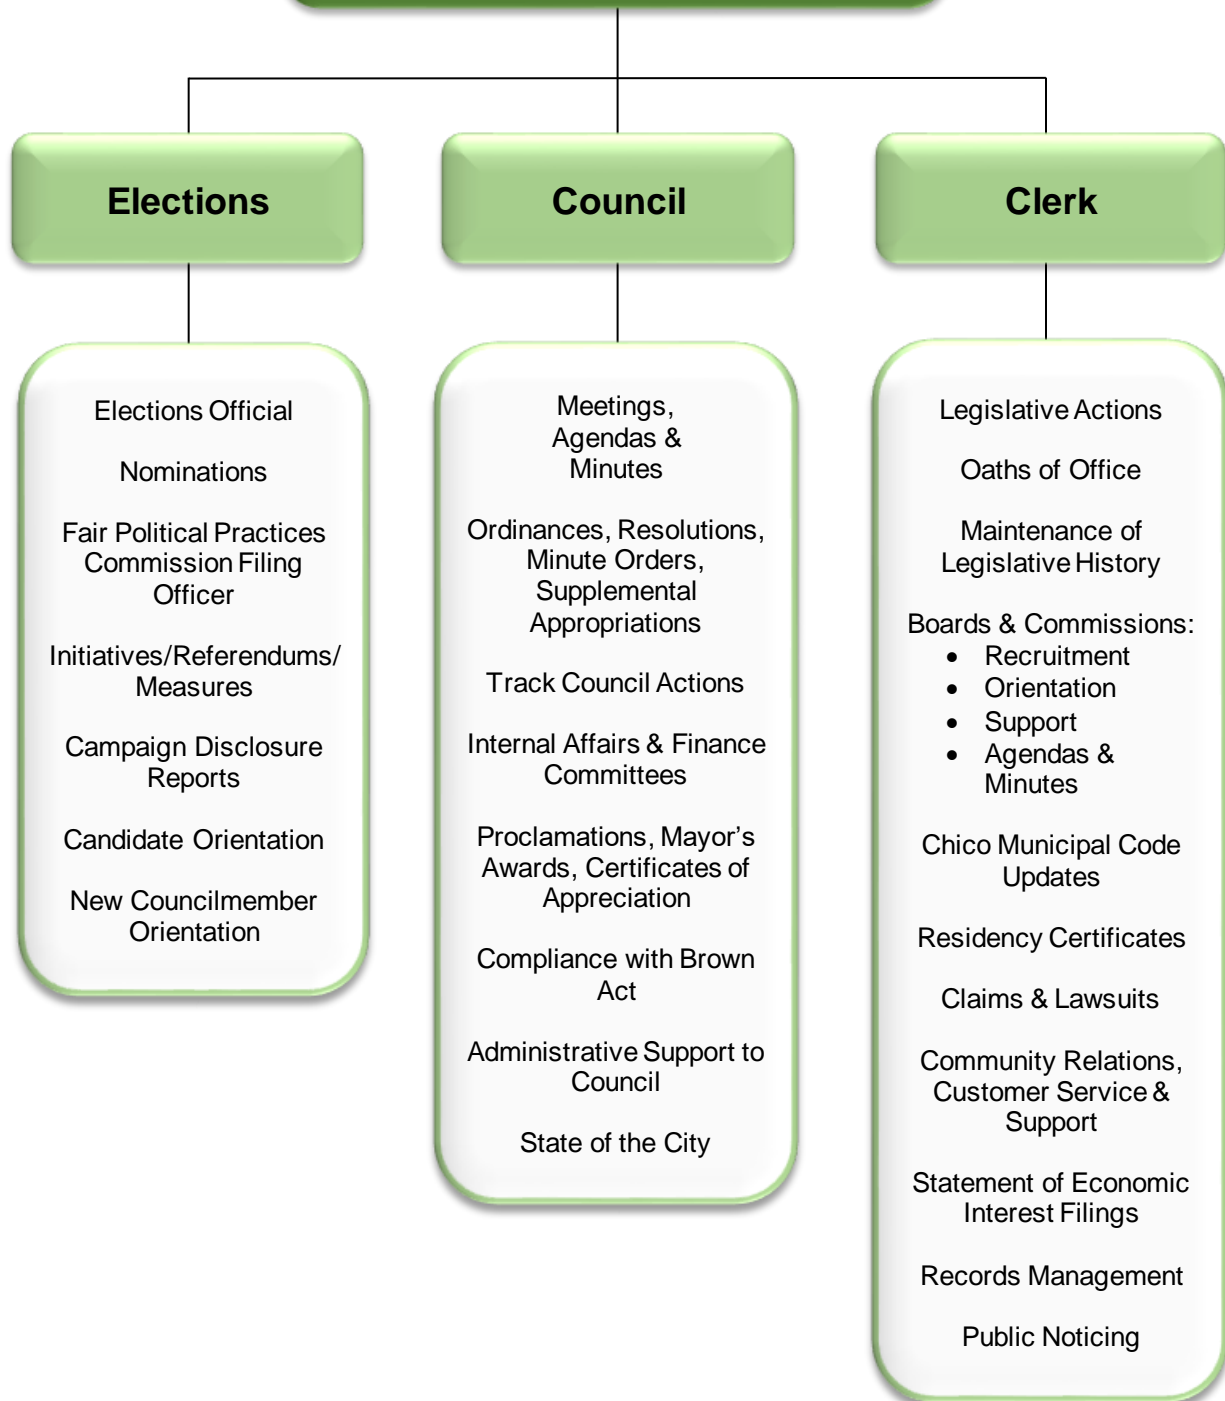 Elections
Council
Clerk
Elections Official
Nominations
Fair Political Practices
Commission Filing
Officer
Initiatives/Referendums/
Measures
Campaign Disclosure
Reports
Candidate Orientation
New Councilmember
Orientation
Meetings,
Agendas &
Minutes
Ordinances, Resolutions,
Minute Orders,
Supplemental
Appropriations
Track Council Actions
Internal Affairs & Finance
Committees
Proclamations, Mayor’s
Awards, Certificates of
Appreciation
Compliance with Brown
Act
Administrative Support to
Council
State of the City
Legislative Actions
Oaths of Office
Maintenance of
Legislative History
Boards & Commissions:
• Recruitment
• Orientation
• Support
• Agendas &
Minutes
Chico Municipal Code
Updates
Residency Certificates
Claims & Lawsuits
Community Relations,
Customer Service &
Support
Statement of Economic
Interest Filings
Records Management
Public Noticing